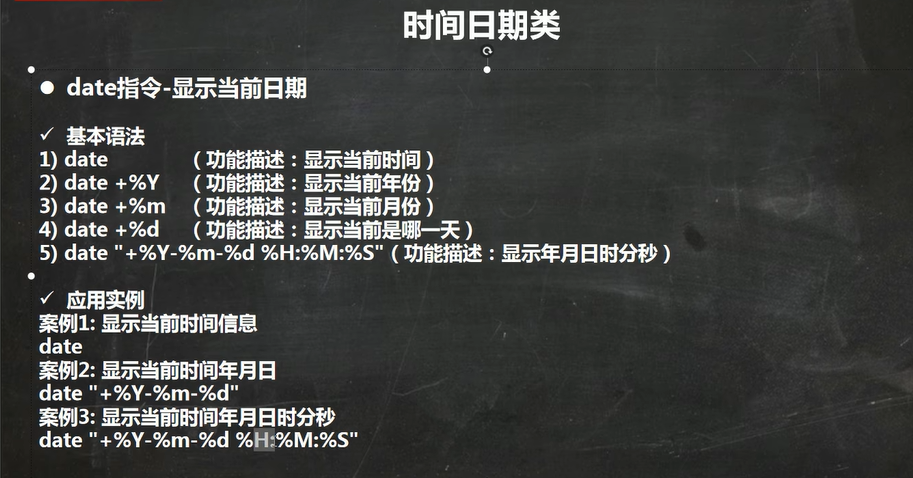 时间日期类
● date指令-显示当前日期
✓ 基本语法
1) date （功能描述：显示当前时间）
2) date +%Y （功能描述：显示当前年份）
3) date +%m （功能描述：显示当前月份）
4) date +%d （功能描述：显示当前是哪一天）
5) date "+%Y-%m-%d %H:%M:%S"（功能描述：显示年月日时分秒）
✓ 应用实例
案例1: 显示当前时间信息
date
案例2: 显示当前时间年月日
date "+%Y-%m-%d"
案例3: 显示当前时间年月日时分秒
date "+%Y-%m-%d %H:%M:%S"